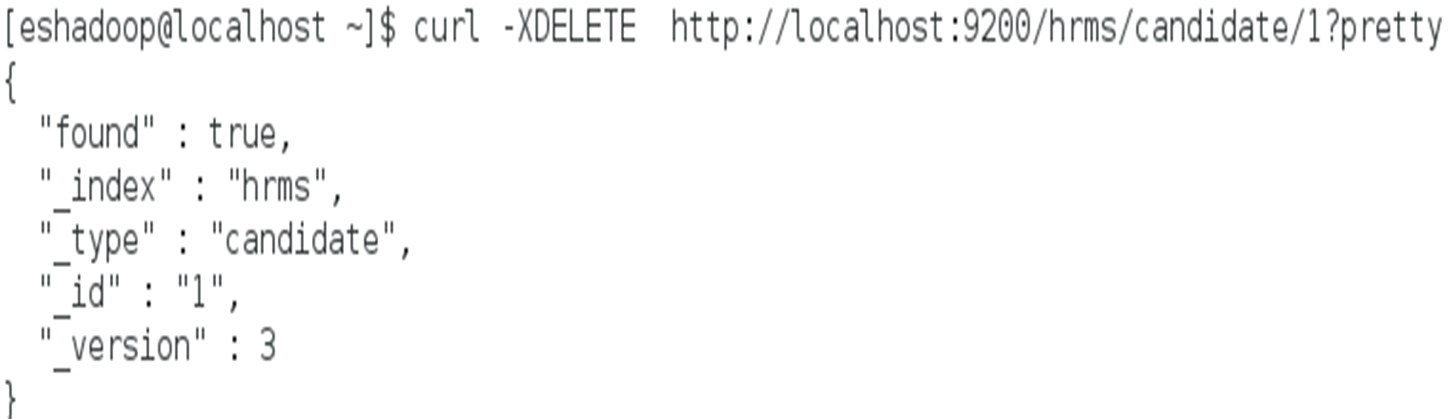 [eshadoop@localhost ~]$ curl -XDELETE  http://localhost:9200/hrms/candidate/1?pretty
{
  "found" : true,
  "_index" : "hrms",
  "_type" : "candidate",
  "_id" : "1",
  "_version" : 3
}